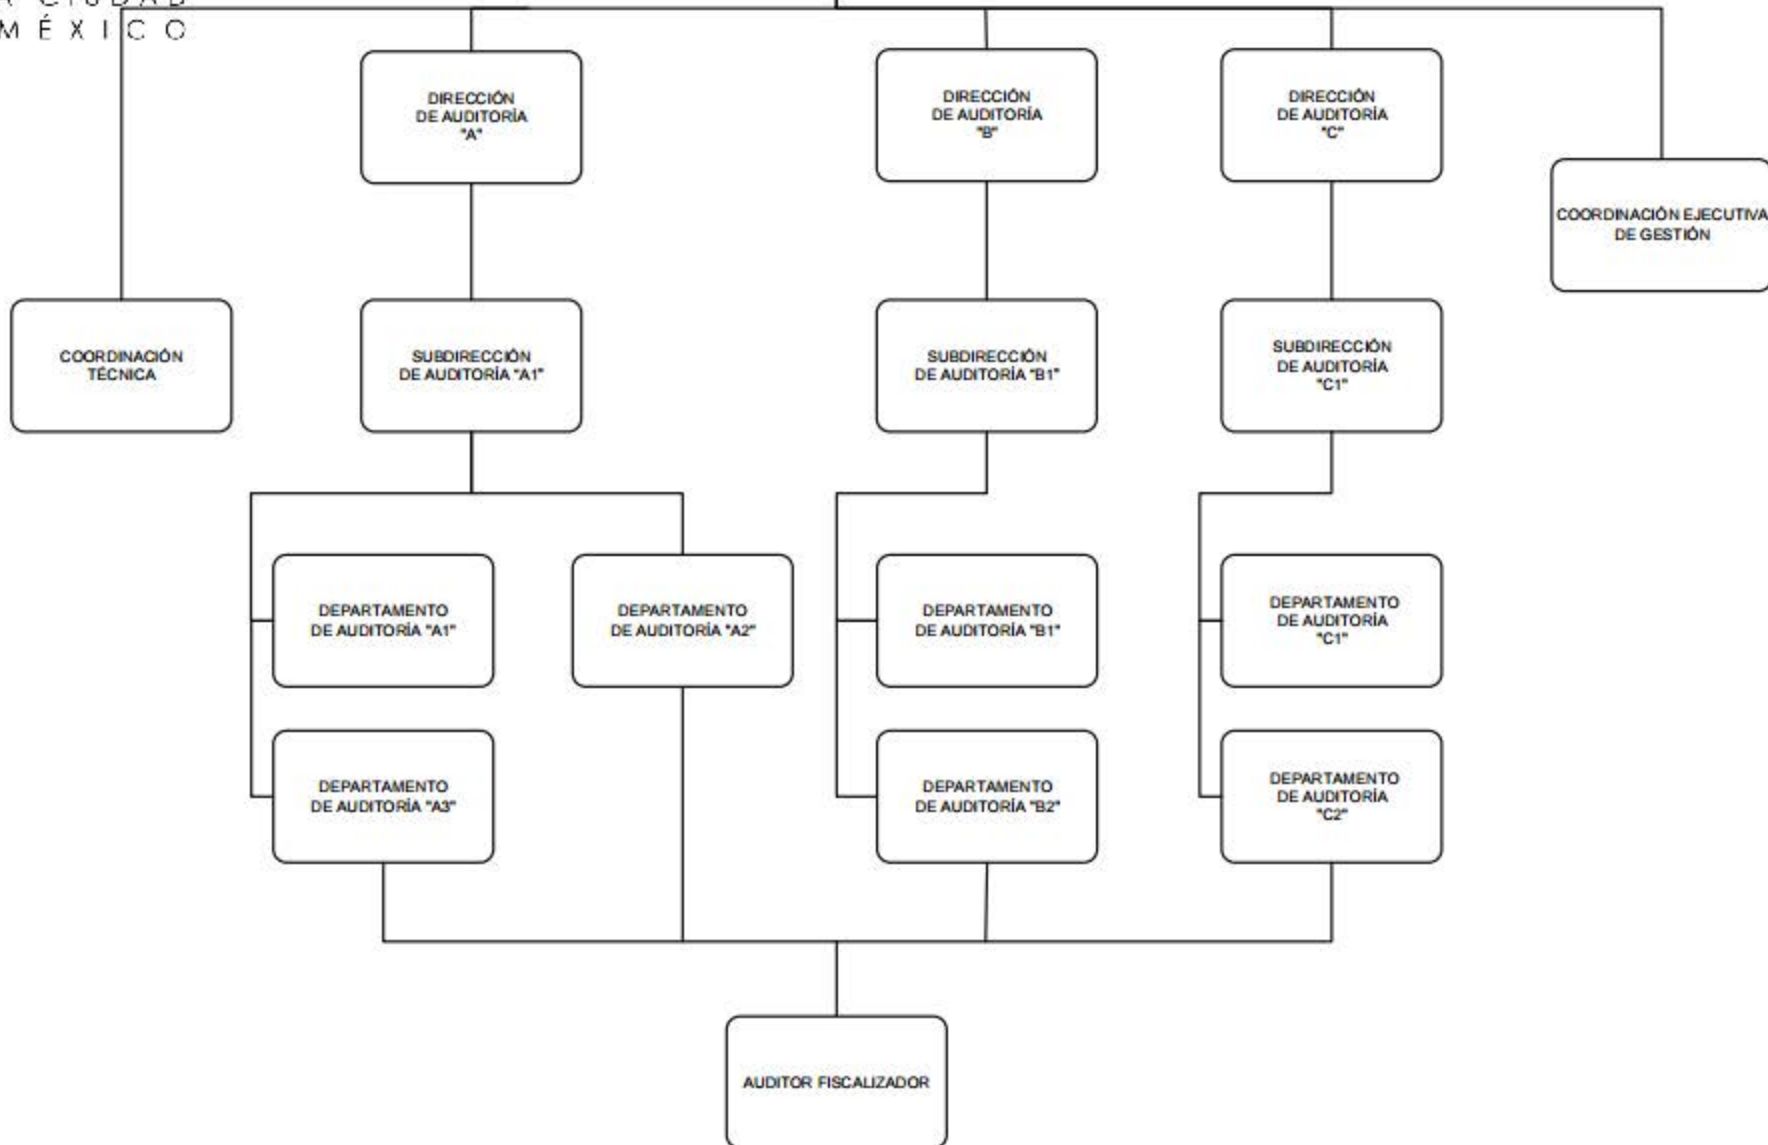 MÉXICO
DIRECCIÓN
DE AUDITORÍA
"A"
DIRECCIÓN
DE AUDITORÍA
"B"
DIRECCIÓN
DE AUDITORÍA
"C"
COORDINACIÓN EJECUTIVA
DE GESTIÓN
COORDINACIÓN
TÉCNICA
SUBDIRECCIÓN
DE AUDITORÍA "A1"
SUBDIRECCIÓN
DE AUDITORÍA "B1"
SUBDIRECCIÓN
DE AUDITORÍA
"C1"
DEPARTAMENTO
DE AUDITORÍA "A1"
DEPARTAMENTO
DE AUDITORÍA "A2"
DEPARTAMENTO
DE AUDITORÍA "B1"
DEPARTAMENTO
DE AUDITORÍA
"C1"
DEPARTAMENTO
DE AUDITORÍA "A3"
DEPARTAMENTO
DE AUDITORÍA "B2"
DEPARTAMENTO
DE AUDITORÍA
"C2"
AUDITOR FISCALIZADOR